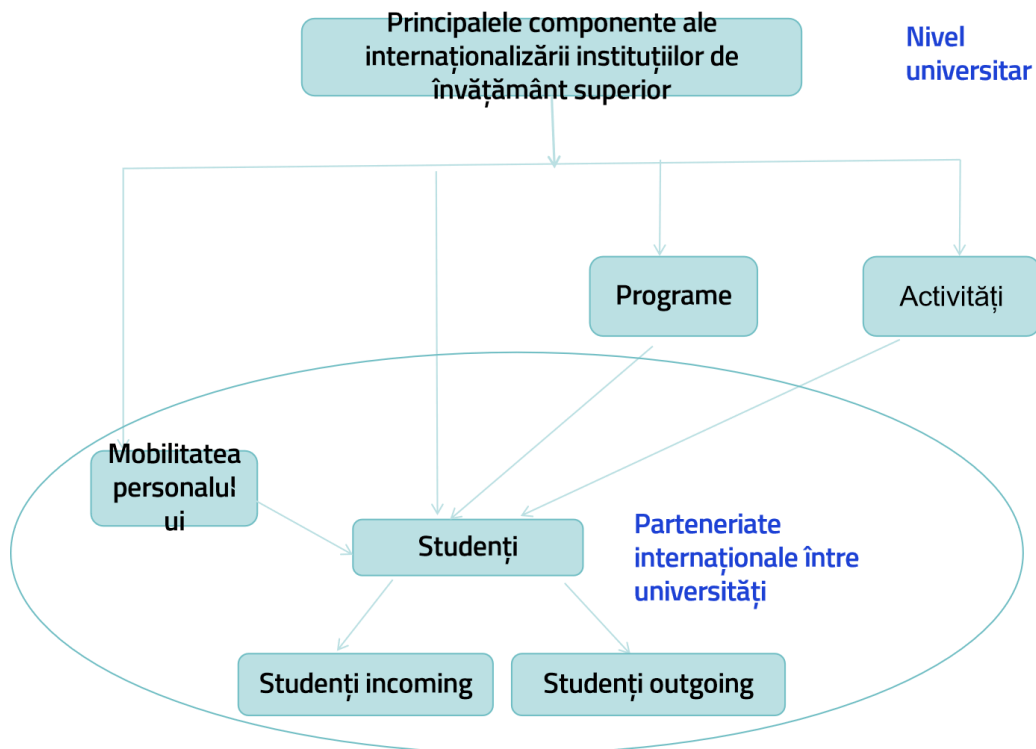 Principalele componente ale
internaționalizării instituțiilor de
învățământ superior
Nivel
universitar
Programe
Activități
Mobilitatea
personalul
ui
Studenți
Parteneriate
internaționale între
universități
Studenți incoming
Studenți outgoing